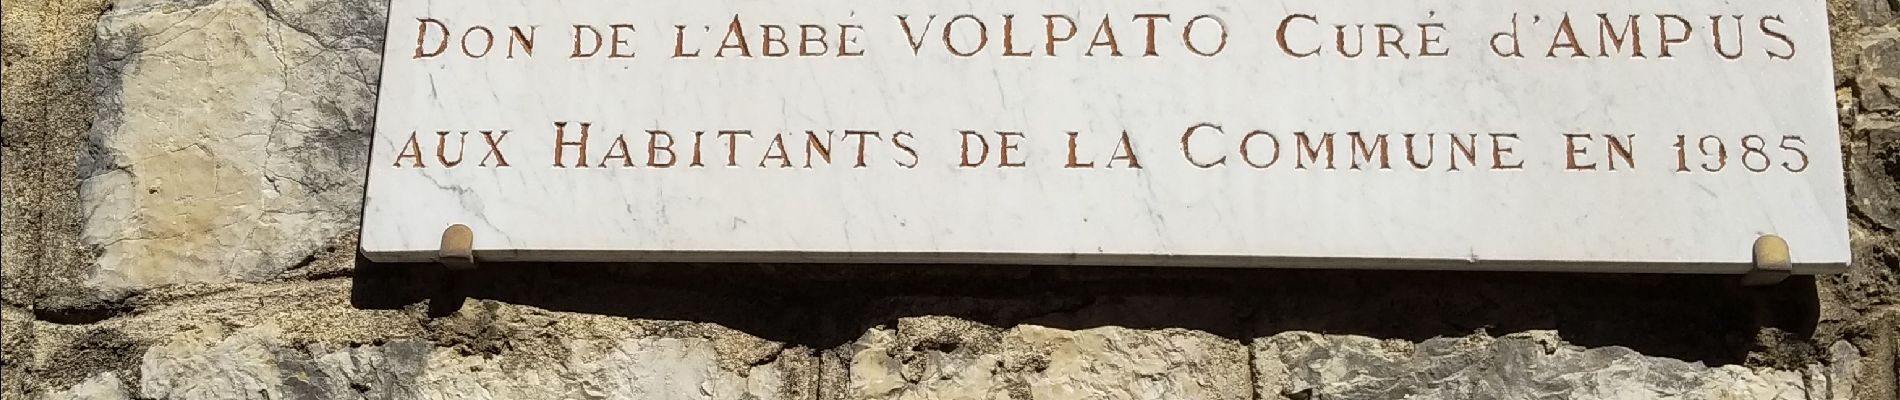 DON DE L'ABBÉ VOLPATO CURÉ d'AMPUS
AUX HABITANTS DE LA COMMUNE EN 1985